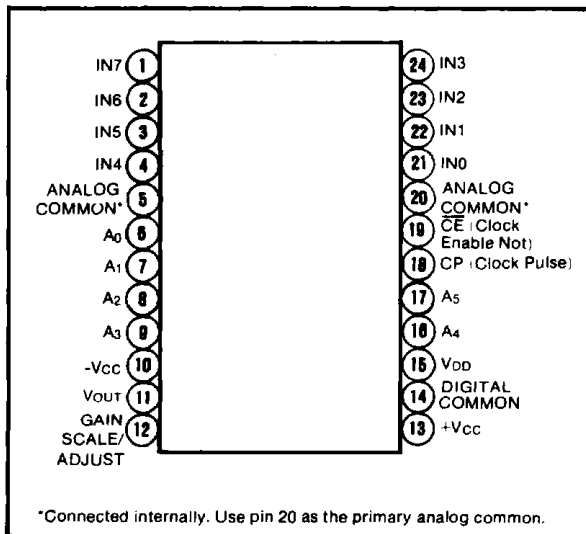 IN7 1
IN6 2
IN5 3
IN4 4
ANALOG
COMMON* 5
A0 6
A1 7
A2 8
A3 9
-VCC 10
VOUT 11
GAIN
SCALE/ 12
ADJUST
24 IN3
23 IN2
22 IN1
21 IN0
20 ANALOG
COMMON*
19 CE (Clock
Enable Not)
18 CP (Clock Pulse)
17 A5
16 A4
15 VDD
14 DIGITAL
COMMON
13 +VCC
*Connected internally. Use pin 20 as the primary analog common.